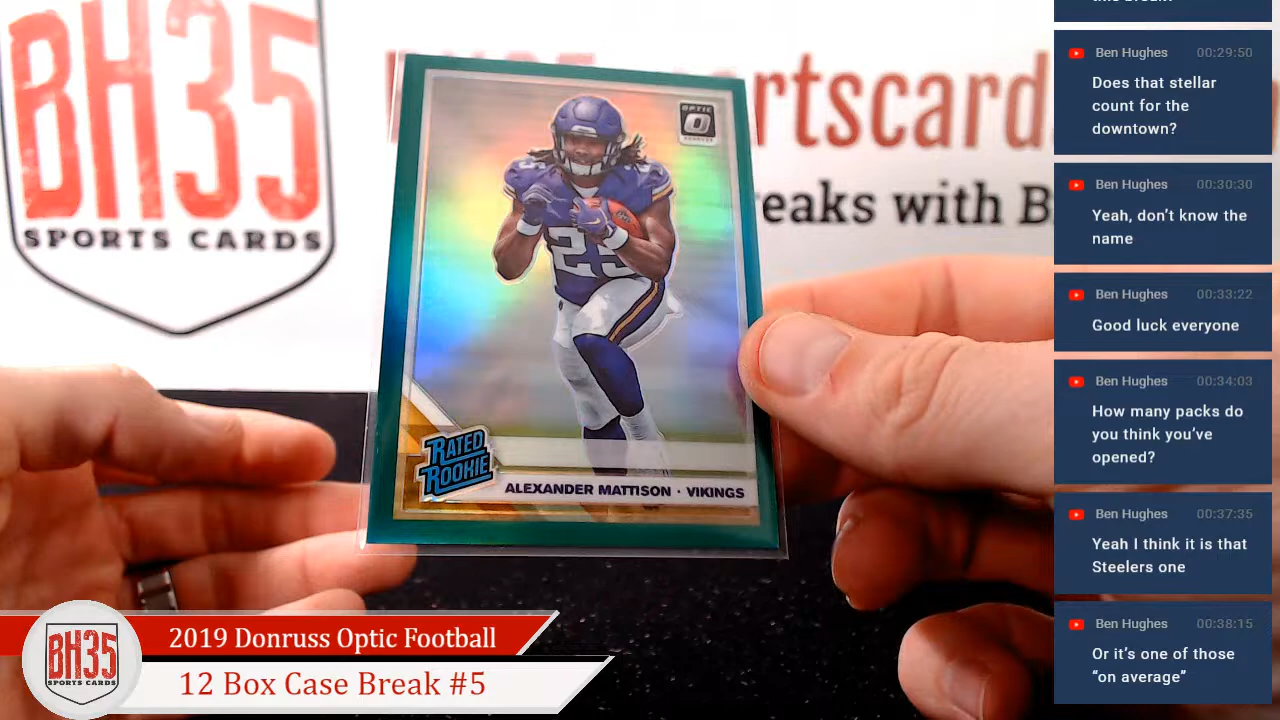 BH35
SPORTS CARDS
rtscard
eaks with B
OPTIC
25
RATED
ROOKIE
ALEXANDER MATTISON · VIKINGS
BH35
SPORTS CARDS
2019 Donruss Optic Football
12 Box Case Break #5
Ben Hughes 00:29:50
Does that stellar
count for the
downtown?
Ben Hughes 00:30:30
Yeah, don’t know the
name
Ben Hughes 00:33:22
Good luck everyone
Ben Hughes 00:34:03
How many packs do
you think you’ve
opened?
Ben Hughes 00:37:35
Yeah I think it is that
Steelers one
Ben Hughes 00:38:15
Or it’s one of those
“on average”